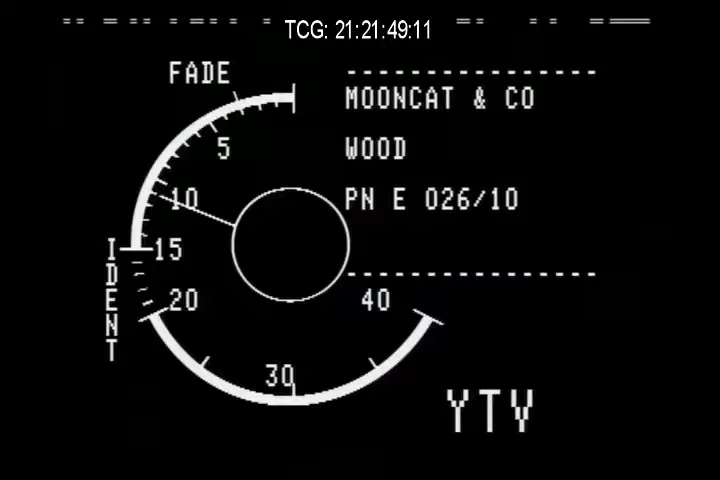 TCG: 21:21:49:11
FADE
MOONCAT & CO
5
WOOD
10
PN E 026/10
15
IDENT
20
40
30
YTV